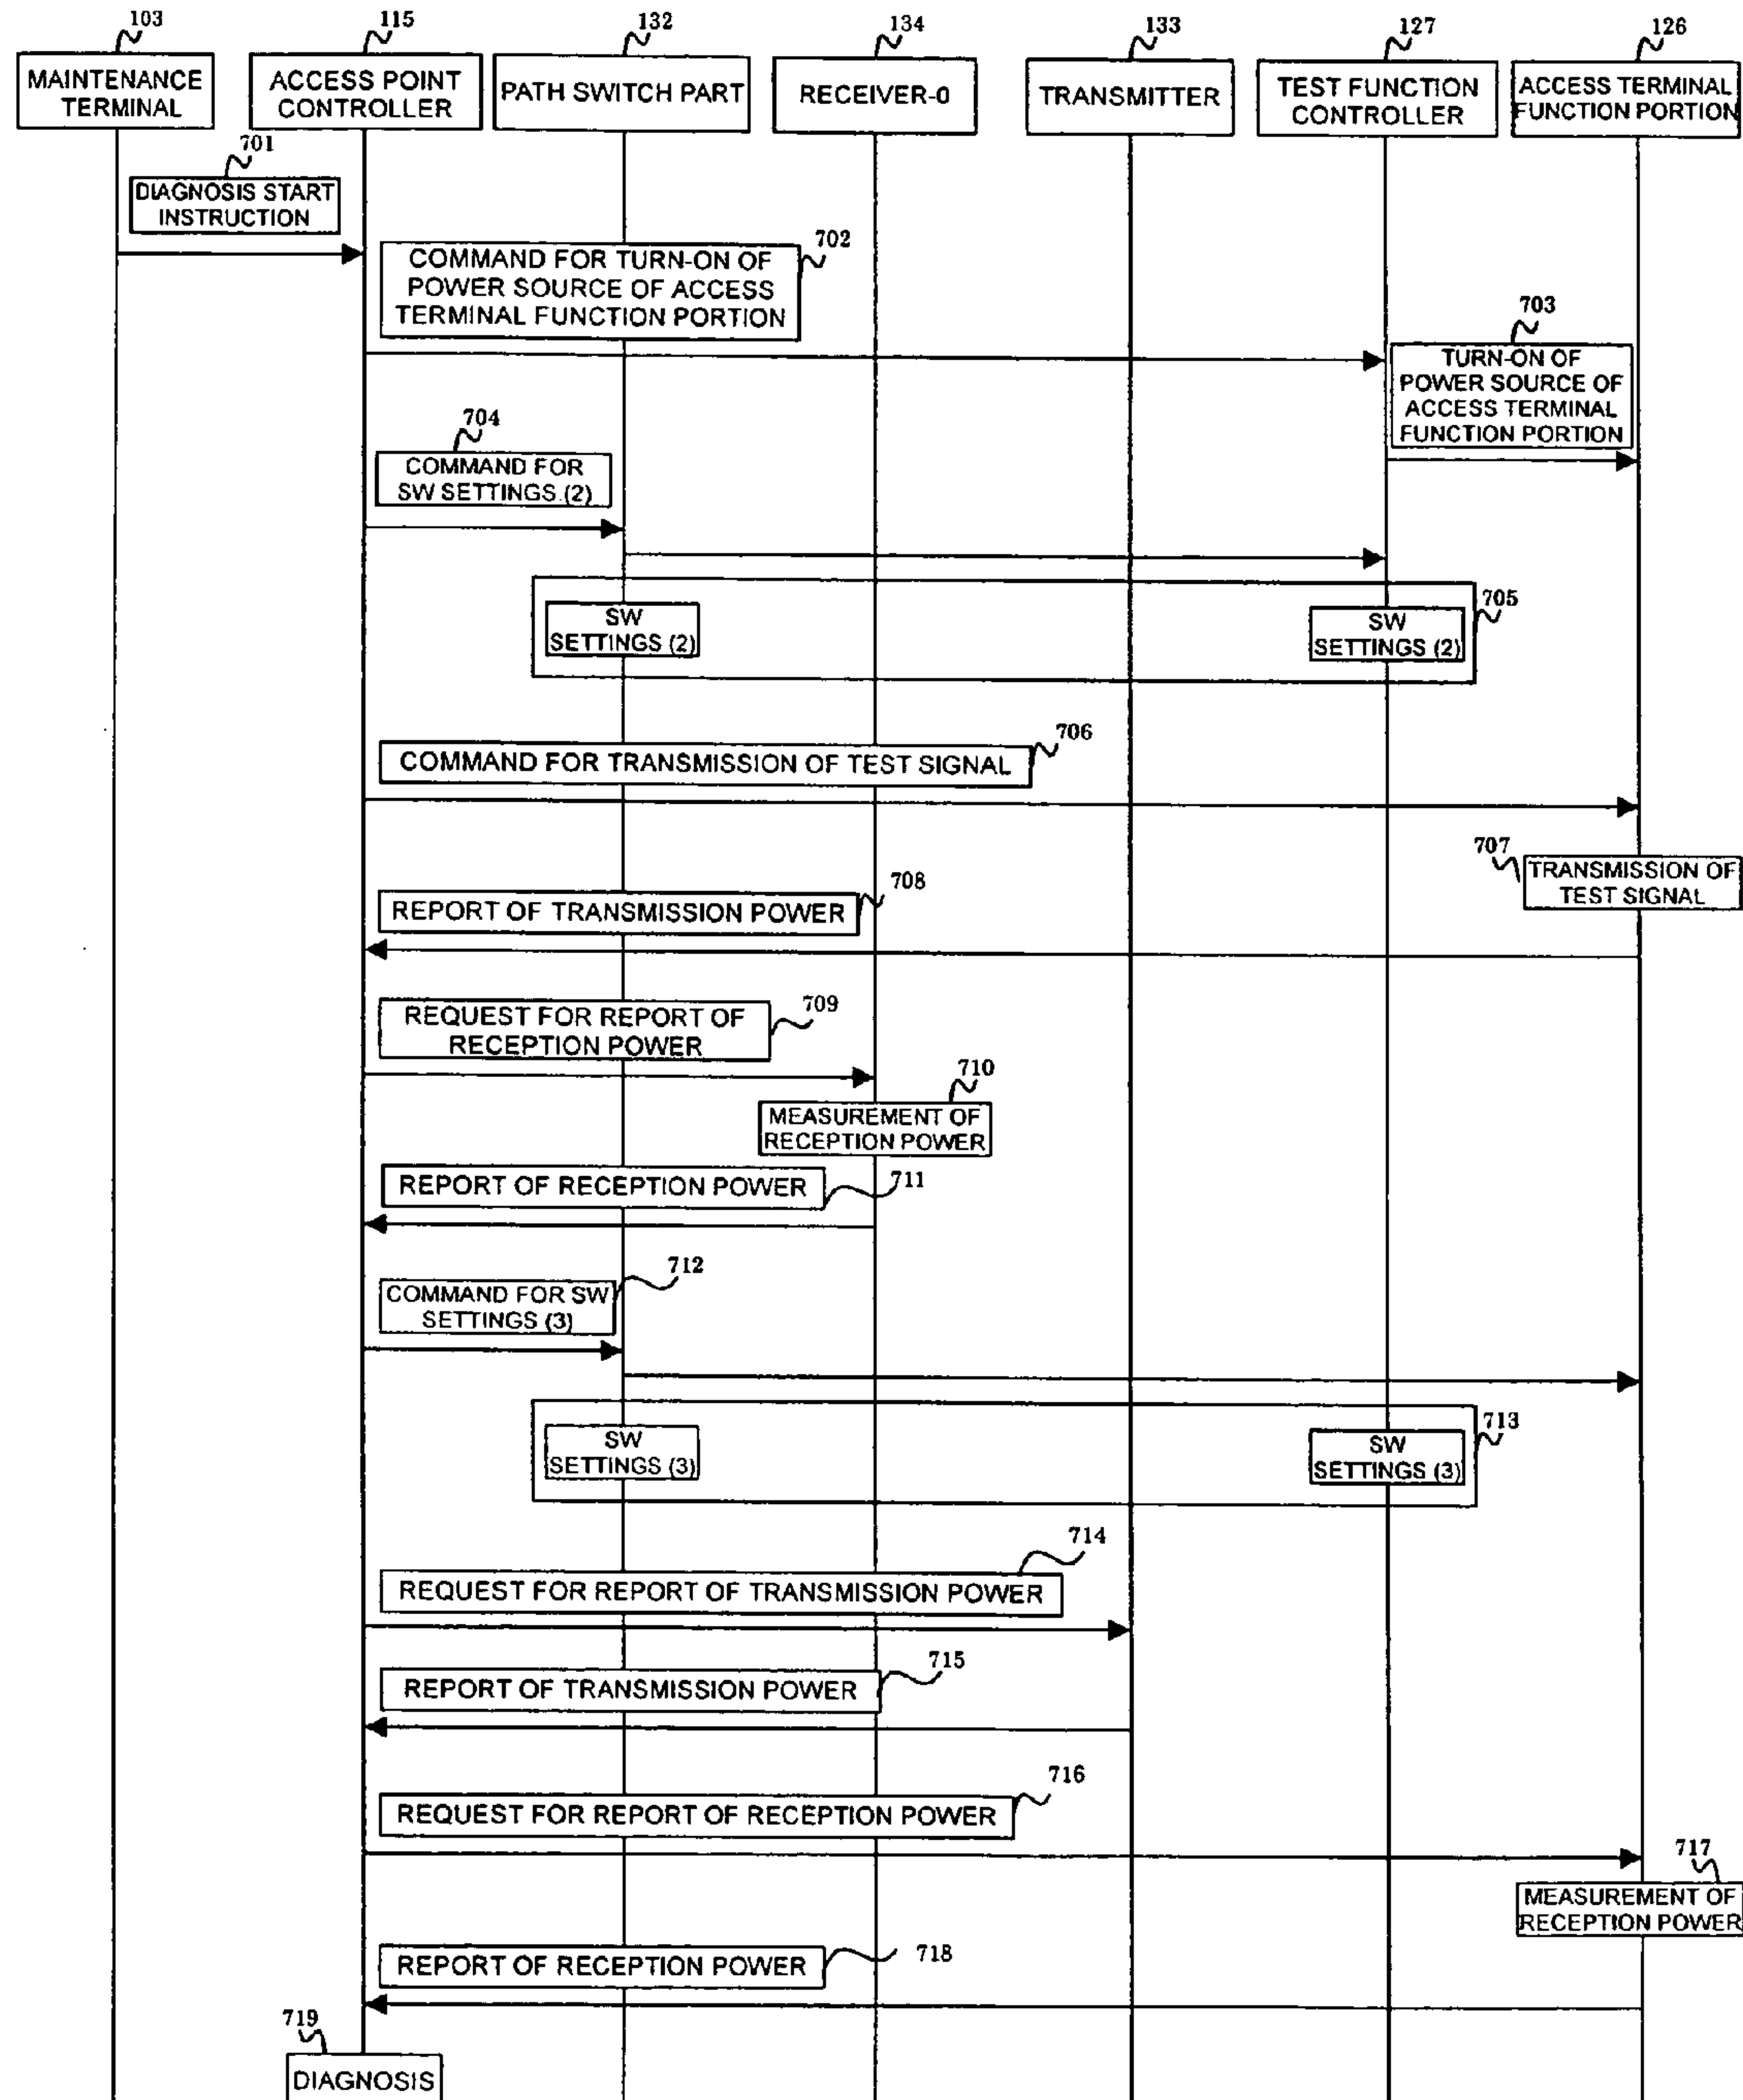 103
115
132
134
133
127
126
MAINTENANCE
TERMINAL
ACCESS POINT
CONTROLLER
PATH SWITCH PART
RECEIVER-0
TRANSMITTER
TEST FUNCTION
CONTROLLER
ACCESS TERMINAL
FUNCTION PORTION
701
DIAGNOSIS START
INSTRUCTION
702
COMMAND FOR TURN-ON OF
POWER SOURCE OF ACCESS
TERMINAL FUNCTION PORTION
703
TURN-ON OF
POWER SOURCE OF
ACCESS TERMINAL
FUNCTION PORTION
704
COMMAND FOR
SW SETTINGS (2)
705
SW
SETTINGS (2)
SW
SETTINGS (2)
706
COMMAND FOR TRANSMISSION OF TEST SIGNAL
707
TRANSMISSION OF
TEST SIGNAL
708
REPORT OF TRANSMISSION POWER
709
REQUEST FOR REPORT OF
RECEPTION POWER
710
MEASUREMENT OF
RECEPTION POWER
711
REPORT OF RECEPTION POWER
712
COMMAND FOR SW
SETTINGS (3)
713
SW
SETTINGS (3)
SW
SETTINGS (3)
714
REQUEST FOR REPORT OF TRANSMISSION POWER
715
REPORT OF TRANSMISSION POWER
716
REQUEST FOR REPORT OF RECEPTION POWER
717
MEASUREMENT OF
RECEPTION POWER
718
REPORT OF RECEPTION POWER
719
DIAGNOSIS